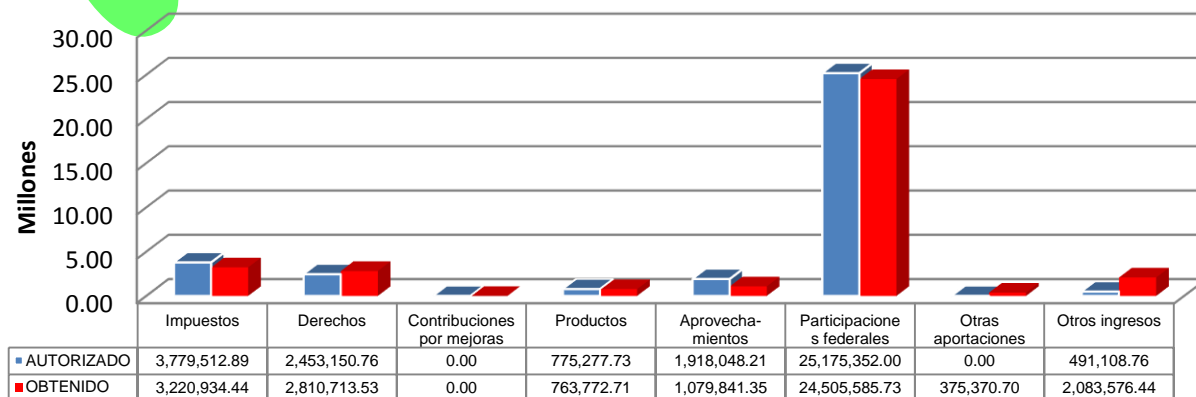 30.00
25.00
20.00
15.00
10.00
5.00
0.00
Millones
Impuestos Derechos Contribuciones por mejoras Productos Aprovecha-mientos Participacione s federales Otras aportaciones Otros ingresos
AUTORIZADO 3,779,512.89 2,453,150.76 0.00 775,277.73 1,918,048.21 25,175,352.00 0.00 491,108.76
OBTENIDO 3,220,934.44 2,810,713.53 0.00 763,772.71 1,079,841.35 24,505,585.73 375,370.70 2,083,576.44